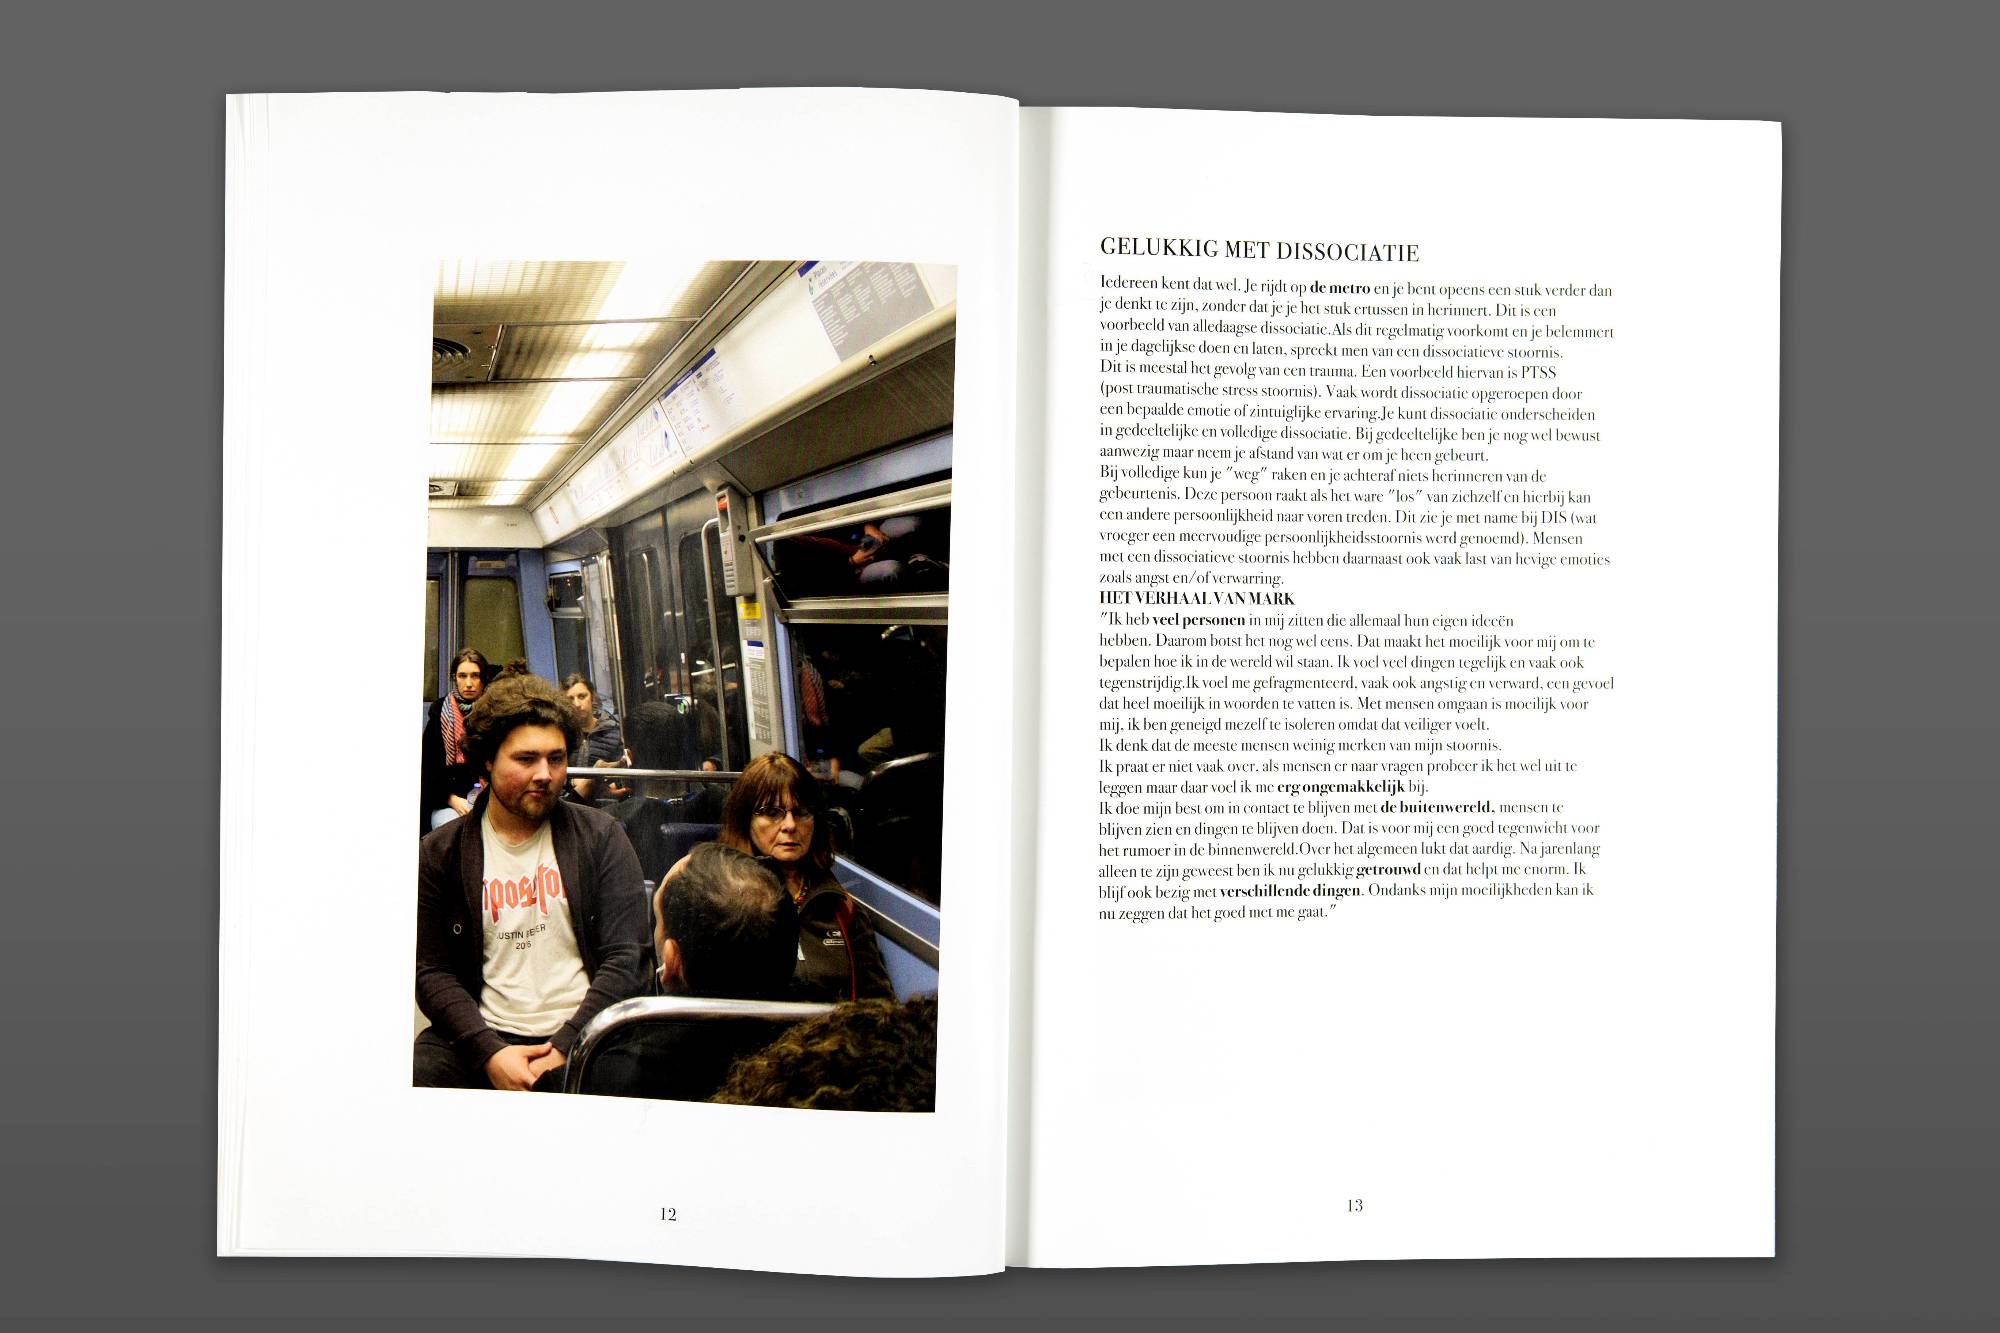 Places
prioritaires
posɛtoɪ
USTIN BEBER
2016
12
GELUKKIG MET DISSOCIATIE
Iedereen kent dat wel. Je rijdt op de metro en je bent opeens een stuk verder dan
je denkt te zijn, zonder dat je je het stuk ertussen in herinnert. Dit is een
voorbeeld van alledaagse dissociatie.Als dit regelmatig voorkomt en je belemmert
in je dagelijkse doen en laten, spreekt men van een dissociatieve stoornis.
Dit is meestal het gevolg van een trauma. Een voorbeeld hiervan is PTSS
(post traumatische stress stoornis). Vaak wordt dissociatie opgeroepen door
een bepaalde emotie of zintuiglijke ervaring.Je kunt dissociatie onderscheiden
in gedeeltelijke en volledige dissociatie. Bij gedeeltelijke ben je nog wel bewust
aanwezig maar neem je afstand van wat er om je heen gebeurt.
Bij volledige kun je "weg" raken en je achteraf niets herinneren van de
gebeurtenis. Deze persoon raakt als het ware "los" van zichzelf en hierbij kan
een andere persoonlijkheid naar voren treden. Dit zie je met name bij DIS (wat
vroeger een meervoudige persoonlijkheidsstoornis werd genoemd). Mensen
met een dissociatieve stoornis hebben daarnaast ook vaak last van hevige emoties
zoals angst en/of verwarring.
HET VERHAAL VAN MARK
"Ik heb veel personen in mij zitten die allemaal hun eigen ideeën
hebben. Daarom botst het nog wel eens. Dat maakt het moeilijk voor mij om te
bepalen hoe ik in de wereld wil staan. Ik voel veel dingen tegelijk en vaak ook
tegenstrijdig.Ik voel me gefragmenteerd, vaak ook angstig en verward, een gevoel
dat heel moeilijk in woorden te vatten is. Met mensen omgaan is moeilijk voor
mij, ik ben geneigd mezelf te isoleren omdat dat veiliger voelt.
Ik denk dat de meeste mensen weinig merken van mijn stoornis.
Ik praat er niet vaak over, als mensen er naar vragen probeer ik het wel uit te
leggen maar daar voel ik me erg ongemakkelijk bij.
Ik doe mijn best om in contact te blijven met de buitenwereld, mensen te
blijven zien en dingen te blijven doen. Dat is voor mij een goed tegenwicht voor
het rumoer in de binnenwereld.Over het algemeen lukt dat aardig. Na jarenlang
alleen te zijn geweest ben ik nu gelukkig getrouwd en dat helpt me enorm. Ik
blijf ook bezig met verschillende dingen. Ondanks mijn moeilijkheden kan ik
nu zeggen dat het goed met me gaat."
13